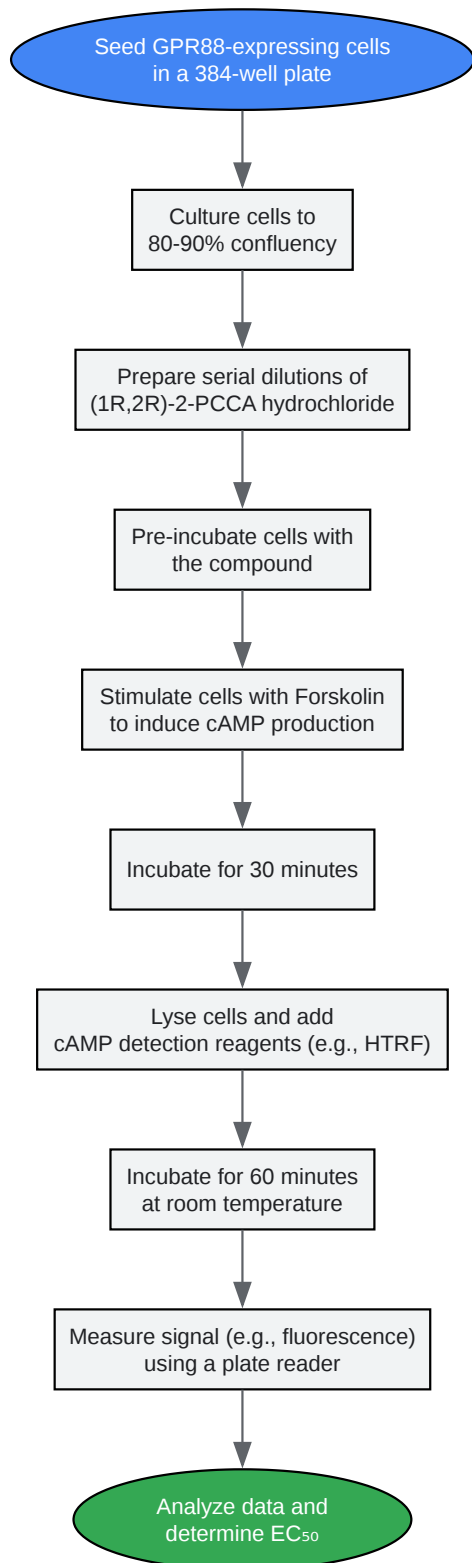 Seed GPR88-expressing cells
in a 384-well plate
Culture cells to
80-90% confluency
Prepare serial dilutions of
(1R,2R)-2-PCCA hydrochloride
Pre-incubate cells with
the compound
Stimulate cells with Forskolin
to induce cAMP production
Incubate for 30 minutes
Lyse cells and add
cAMP detection reagents (e.g., HTRF)
Incubate for 60 minutes
at room temperature
Measure signal (e.g., fluorescence)
using a plate reader
Analyze data and
determine EC₅₀